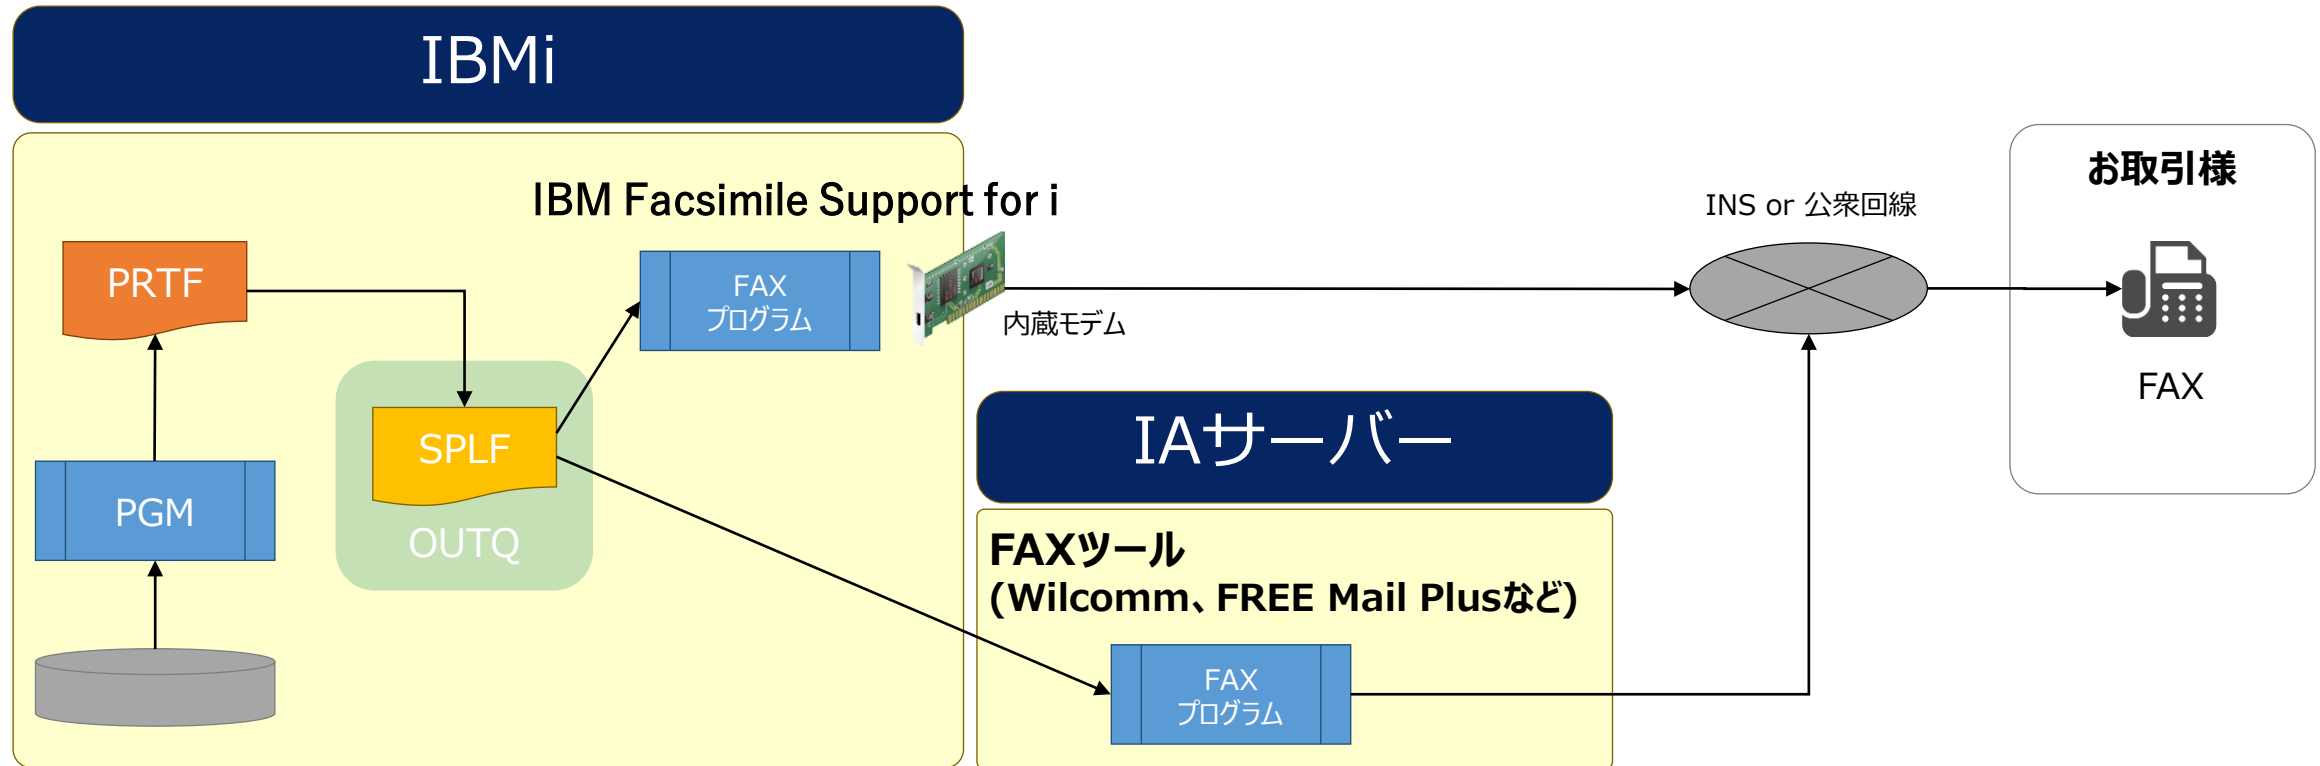 IBMi
IBM Facsimile Support for i
PRTF
FAX
プログラム
内蔵モデム
INS or 公衆回線
お取引様
FAX
SPLF
OUTQ
PGM
IAサーバー
FAXツール
(Wilcomm、FREE Mail Plusなど)
FAX
プログラム